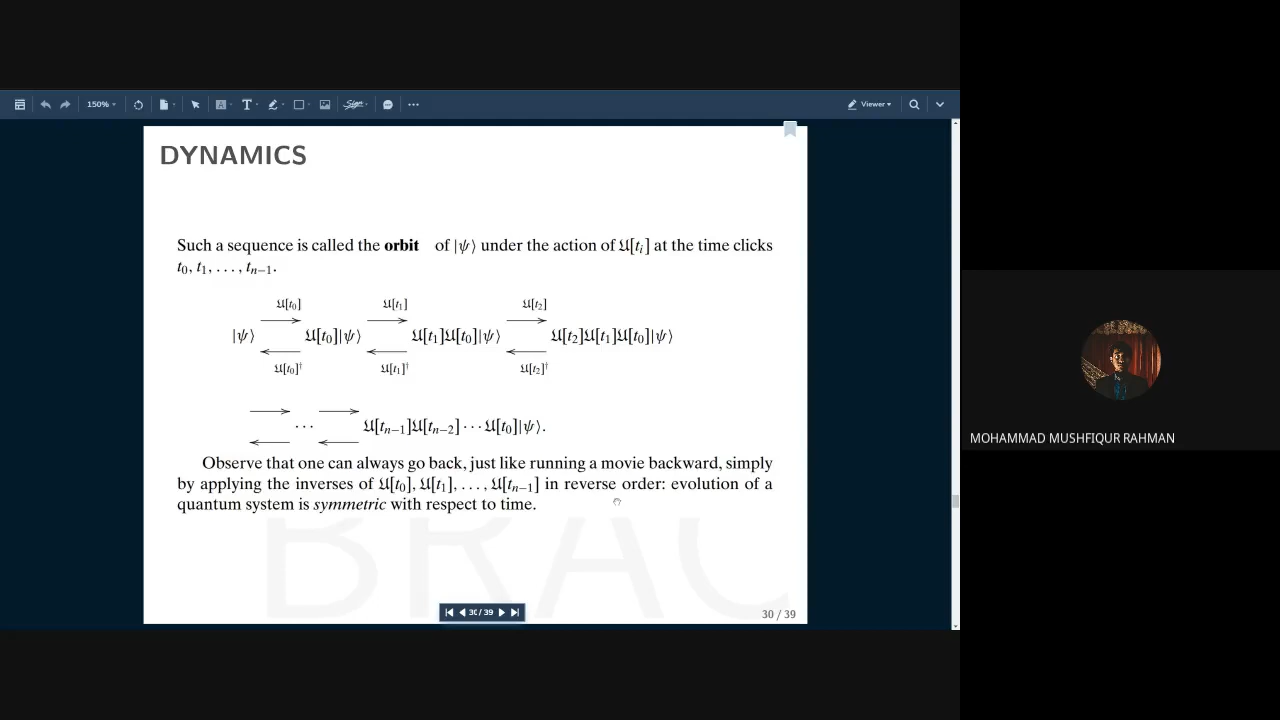 150%
Sign
Viewer
DYNAMICS
Such a sequence is called the orbit of |ψ⟩ under the action of 𝔘[tᵢ] at the time clicks
t₀, t₁, . . . , tₙ₋₁.
𝔘[t₀] 𝔘[t₁] 𝔘[t₂]
|ψ⟩ → 𝔘[t₀]|ψ⟩ → 𝔘[t₁]𝔘[t₀]|ψ⟩ → 𝔘[t₂]𝔘[t₁]𝔘[t₀]|ψ⟩
← ← ←
𝔘[t₀]† 𝔘[t₁]† 𝔘[t₂]†
→ · · · → 𝔘[tₙ₋₁]𝔘[tₙ₋₂] · · · 𝔘[t₀]|ψ⟩.
← ←
Observe that one can always go back, just like running a movie backward, simply
by applying the inverses of 𝔘[t₀], 𝔘[t₁], . . . , 𝔘[tₙ₋₁] in reverse order: evolution of a
quantum system is symmetric with respect to time.
BRAC
30 / 39
30 / 39
MOHAMMAD MUSHFIQUR RAHMAN